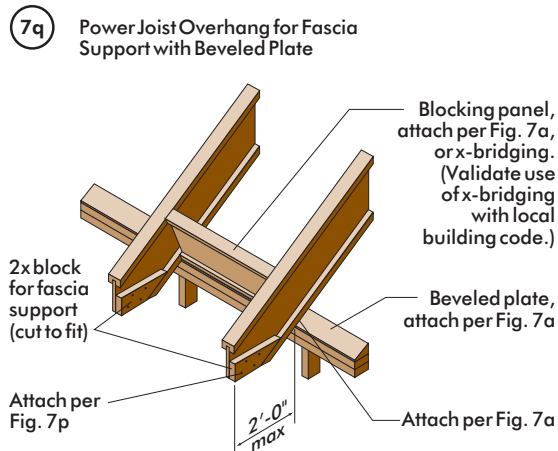 7q
Power Joist Overhang for Fascia
Support with Beveled Plate
Blocking panel,
attach per Fig. 7a,
or x-bridging.
(Validate use
of x-bridging
with local
building code.)
2x block
for fascia
support
(cut to fit)
Beveled plate,
attach per Fig. 7a
Attach per
Fig. 7p
2'-0"
max
Attach per Fig. 7a